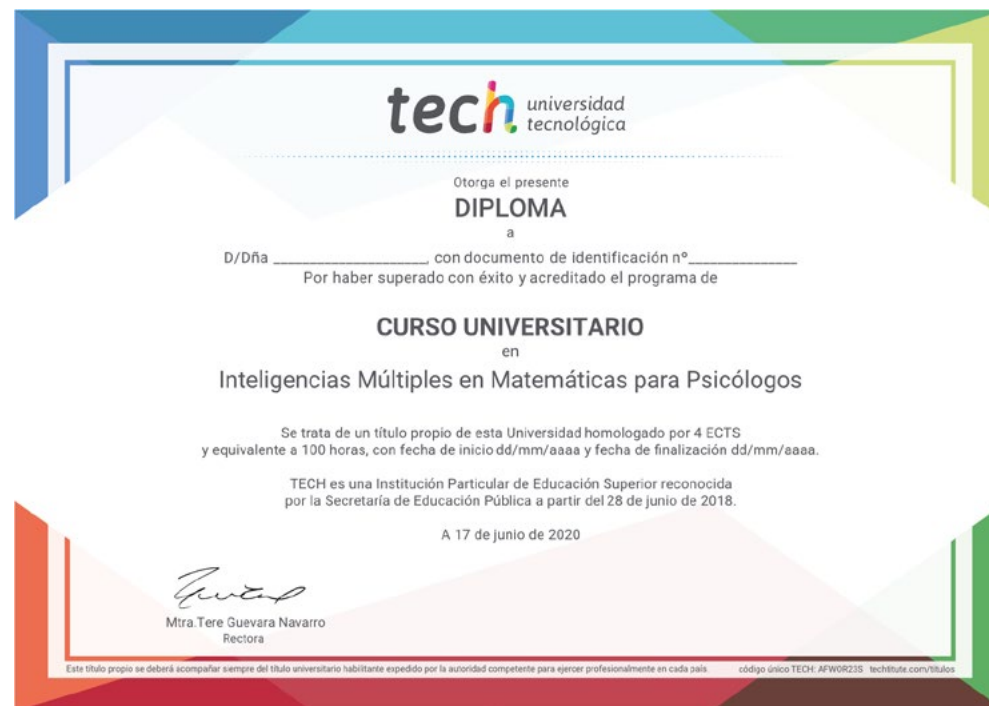 tech universidad
tecnológica
Otorga el presente
DIPLOMA
a
D/Dña ______________________, con documento de identificación nº_______________
Por haber superado con éxito y acreditado el programa de
CURSO UNIVERSITARIO
en
Inteligencias Múltiples en Matemáticas para Psicólogos
Se trata de un título propio de esta Universidad homologado por 4 ECTS
y equivalente a 100 horas, con fecha de inicio dd/mm/aaaa y fecha de finalización dd/mm/aaaa.
TECH es una Institución Particular de Educación Superior reconocida
por la Secretaría de Educación Pública a partir del 28 de junio de 2018.
A 17 de junio de 2020
Mtra.Tere Guevara Navarro
Rectora
Este título propio se deberá acompañar siempre del título universitario habilitante expedido por la autoridad competente para ejercer profesionalmente en cada país. código único TECH: AFWOR23S techtitute.com/titulos